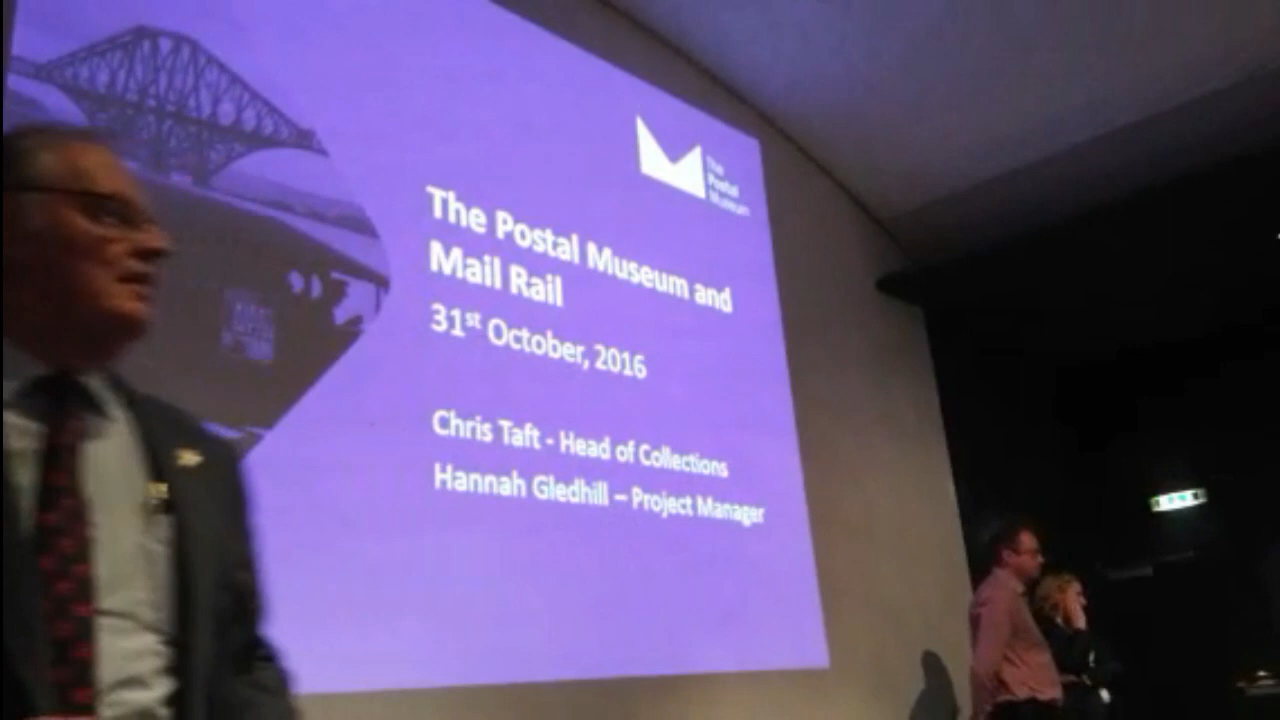 The
Postal
Museum
The Postal Museum and
Mail Rail
31st October, 2016
Chris Taft - Head of Collections
Hannah Gledhill – Project Manager